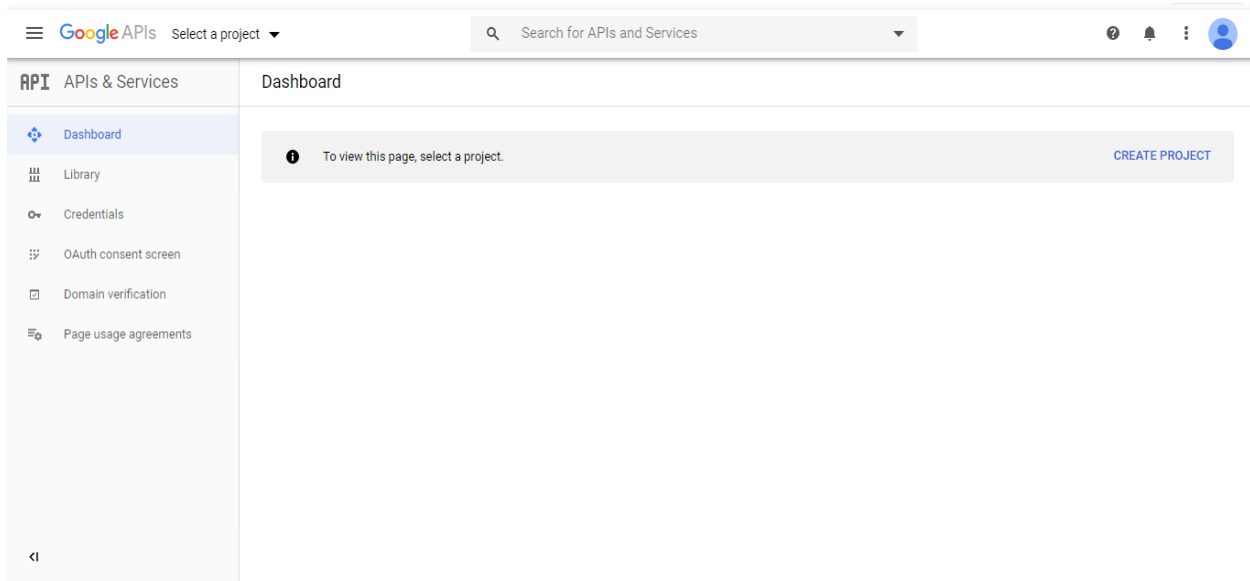 Google APIs Select a project Search for APIs and Services
API APIs & Services
Dashboard
Dashboard
Library
Credentials
OAuth consent screen
Domain verification
Page usage agreements
To view this page, select a project. CREATE PROJECT